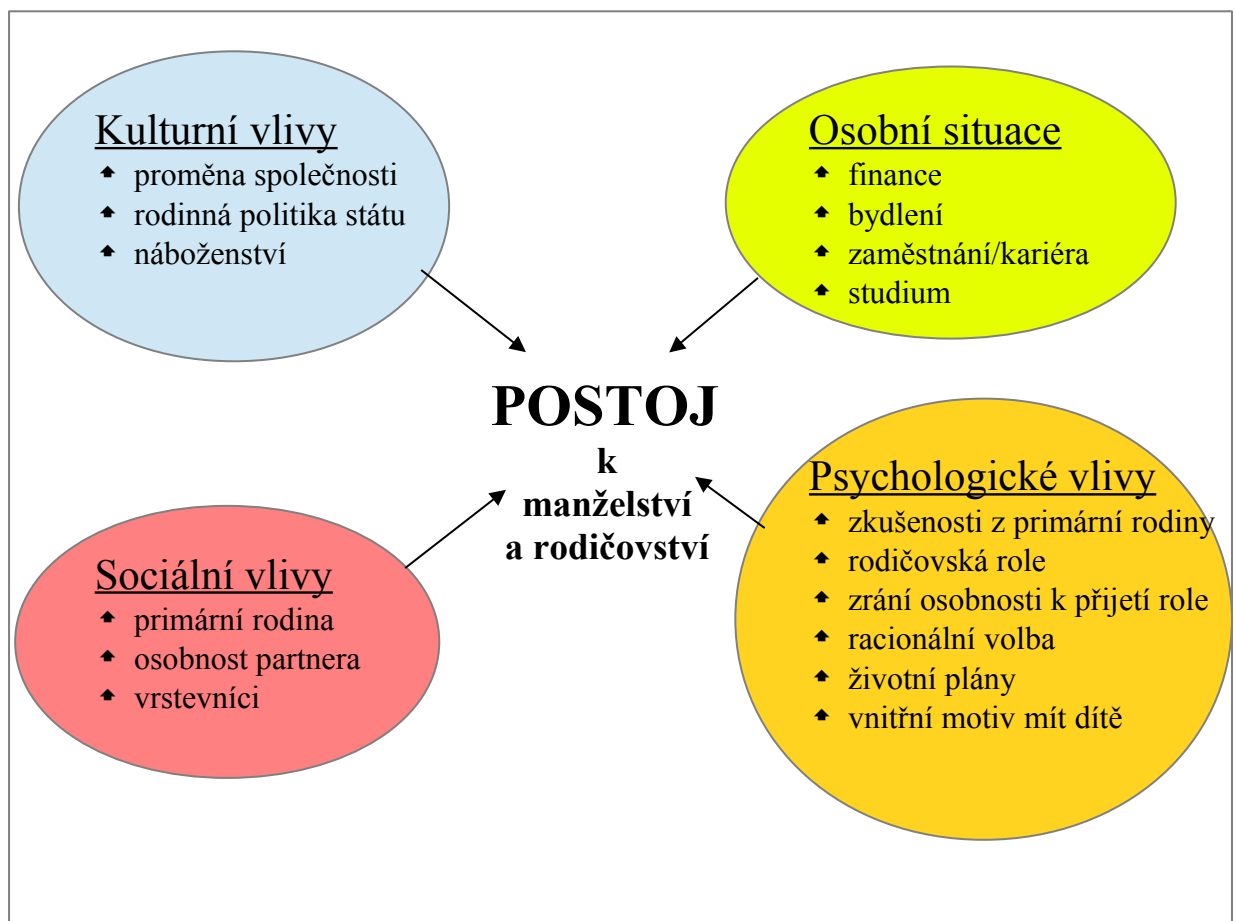 Kulturní vlivy
proměna společnosti
rodinná politika státu
náboženství
Osobní situace
finance
bydlení
zaměstnání/kariéra
studium
POSTOJ
k
manželství
a rodičovství
Sociální vlivy
primární rodina
osobnost partnera
vrstevníci
Psychologické vlivy
zkušenosti z primární rodiny
rodičovská role
zrání osobnosti k přijetí role
racionální volba
životní plány
vnitřní motiv mít dítě